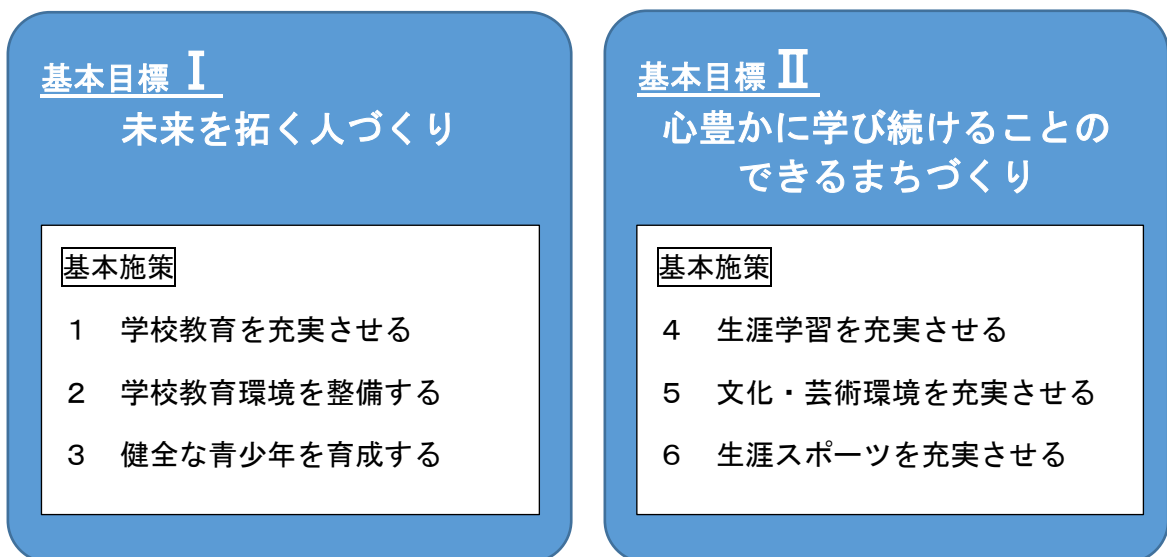 基本目標 Ⅰ
未来を拓く人づくり
基本施策
１　学校教育を充実させる
２　学校教育環境を整備する
３　健全な青少年を育成する
基本目標 Ⅱ
心豊かに学び続けることの
できるまちづくり
基本施策
４　生涯学習を充実させる
５　文化・芸術環境を充実させる
６　生涯スポーツを充実させる